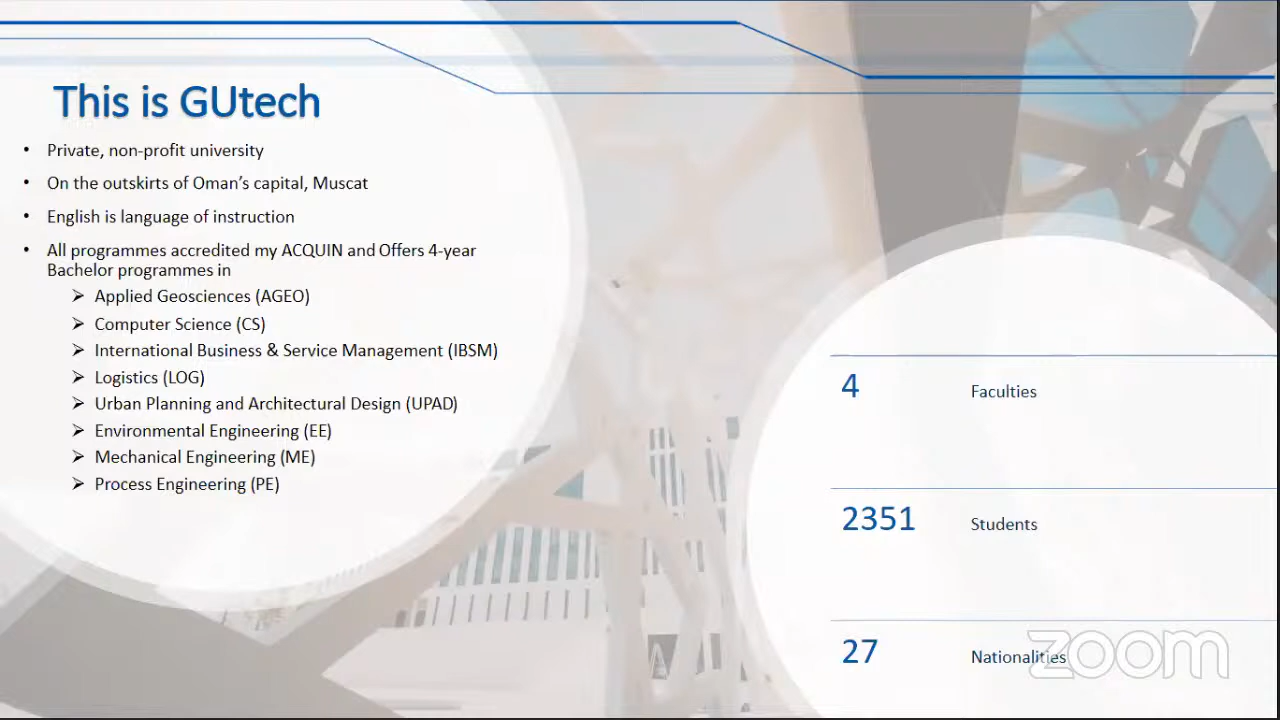 This is GUtech
• Private, non-profit university
• On the outskirts of Oman's capital, Muscat
• English is language of instruction
• All programmes accredited my ACQUIN and Offers 4-year
Bachelor programmes in
➢ Applied Geosciences (AGEO)
➢ Computer Science (CS)
➢ International Business & Service Management (IBSM)
➢ Logistics (LOG)
➢ Urban Planning and Architectural Design (UPAD)
➢ Environmental Engineering (EE)
➢ Mechanical Engineering (ME)
➢ Process Engineering (PE)
4 Faculties
2351 Students
27 Nationalities
zoom